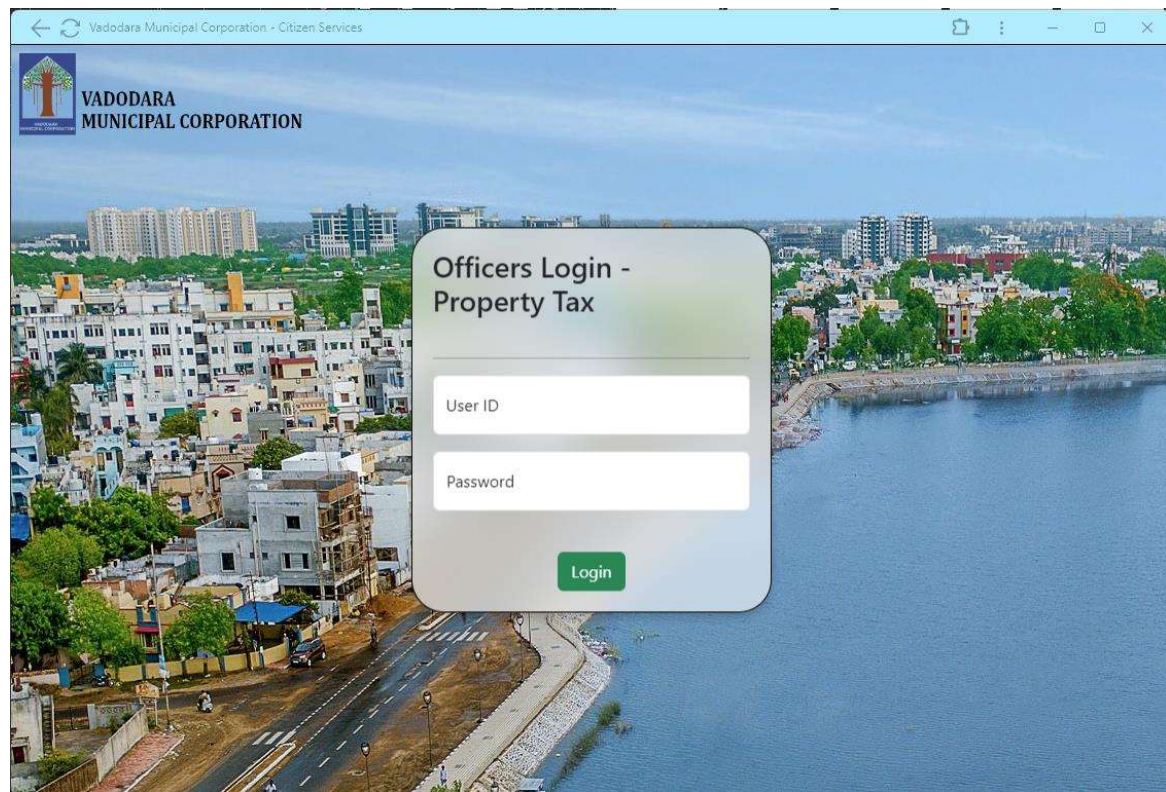 Vadodara Municipal Corporation - Citizen Services
VADODARA
MUNICIPAL CORPORATION
Officers Login -
Property Tax
User ID
Password
Login